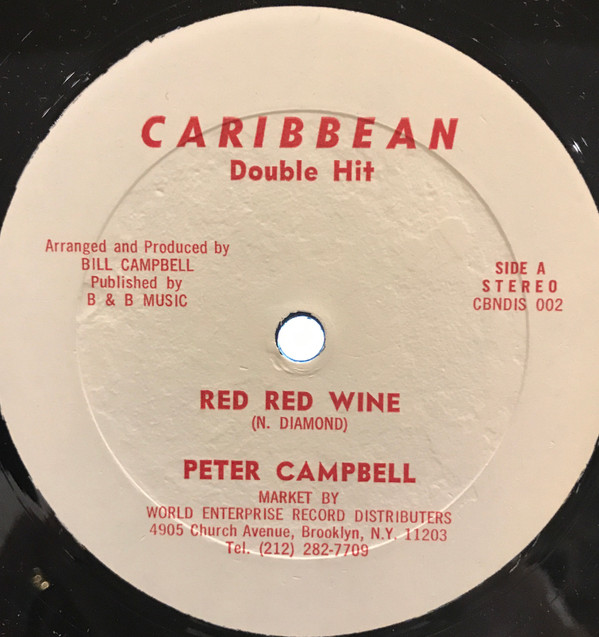 CARIBBEAN
Double Hit
Arranged and Produced by
BILL CAMPBELL
Published by
B & B MUSIC
SIDE A
STEREO
CBNDIS 002
RED RED WINE
(N. DIAMOND)
PETER CAMPBELL
MARKET BY
WORLD ENTERPRISE RECORD DISTRIBUTERS
4905 Church Avenue, Brooklyn, N.Y. 11203
Tel. (212) 282-7709